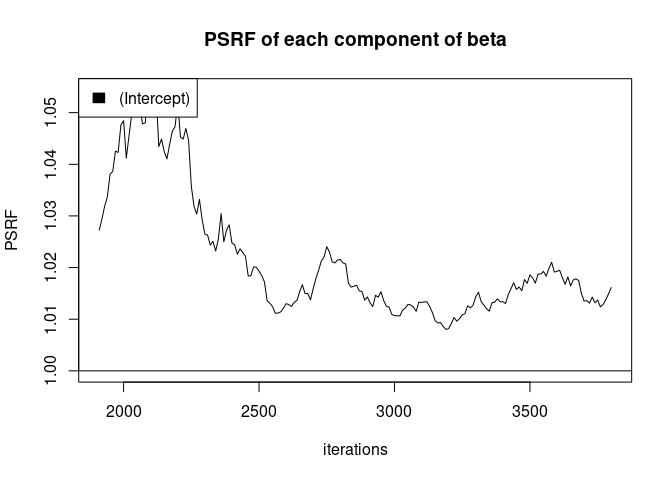 PSRF of each component of beta
(Intercept)
PSRF
1.05
1.04
1.03
1.02
1.01
1.00
2000 2500 3000 3500
iterations